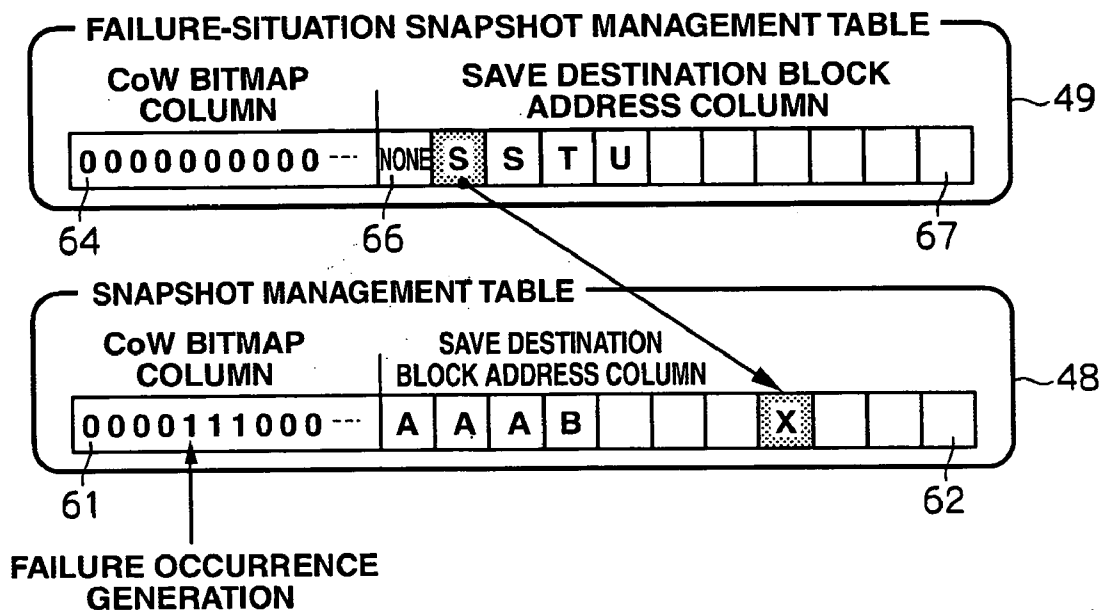 FAILURE-SITUATION SNAPSHOT MANAGEMENT TABLE
CoW BITMAP
COLUMN
SAVE DESTINATION BLOCK
ADDRESS COLUMN
49
0000000000 --- NONE S S T U
64
66
67
SNAPSHOT MANAGEMENT TABLE
CoW BITMAP
COLUMN
SAVE DESTINATION
BLOCK ADDRESS COLUMN
48
0000111000 --- A A A B X
61
62
FAILURE OCCURRENCE
GENERATION